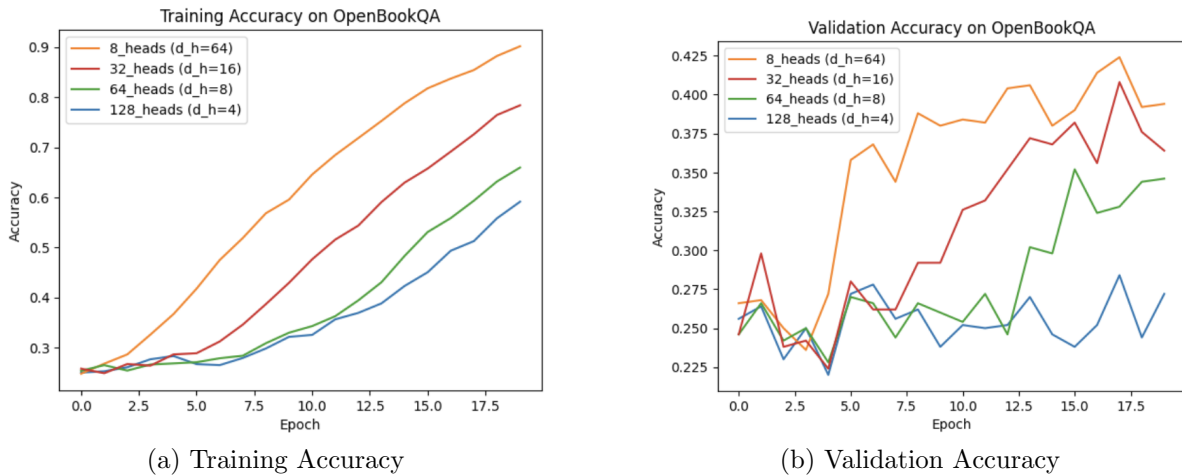 Training Accuracy on OpenBookQA
0.9
0.8
0.7
0.6
0.5
0.4
0.3
Accuracy
8_heads (d_h=64)
32_heads (d_h=16)
64_heads (d_h=8)
128_heads (d_h=4)
0.0 2.5 5.0 7.5 10.0 12.5 15.0 17.5
Epoch
(a) Training Accuracy
Validation Accuracy on OpenBookQA
0.425
0.400
0.375
0.350
0.325
0.300
0.275
0.250
0.225
Accuracy
8_heads (d_h=64)
32_heads (d_h=16)
64_heads (d_h=8)
128_heads (d_h=4)
0.0 2.5 5.0 7.5 10.0 12.5 15.0 17.5
Epoch
(b) Validation Accuracy